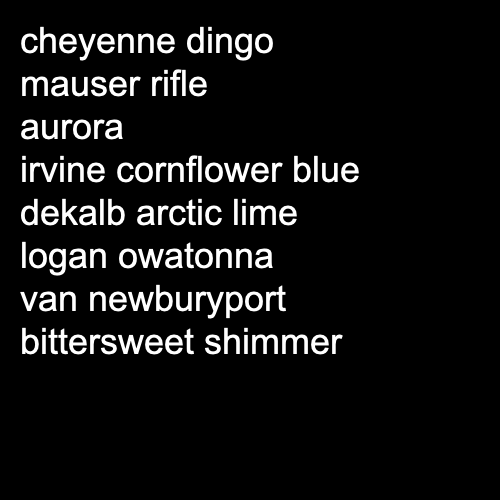 cheyenne dingo
mauser rifle
aurora
irvine cornflower blue
dekalb arctic lime
logan owatonna
van newburyport
bittersweet shimmer